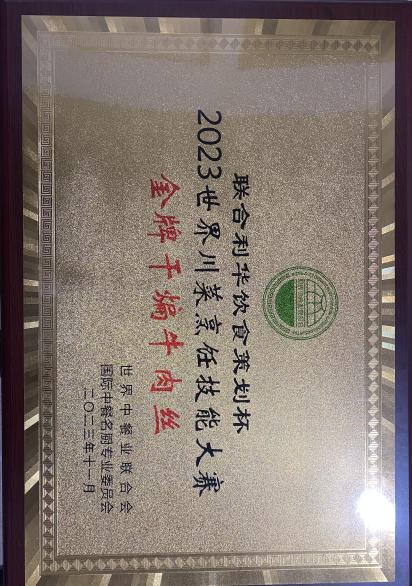 联合利华饮食策划杯
2023世界川菜烹饪技能大赛
金牌干煸牛肉丝
世界中餐业联合会
国际中餐名厨专业委员会
二〇二三年十一月